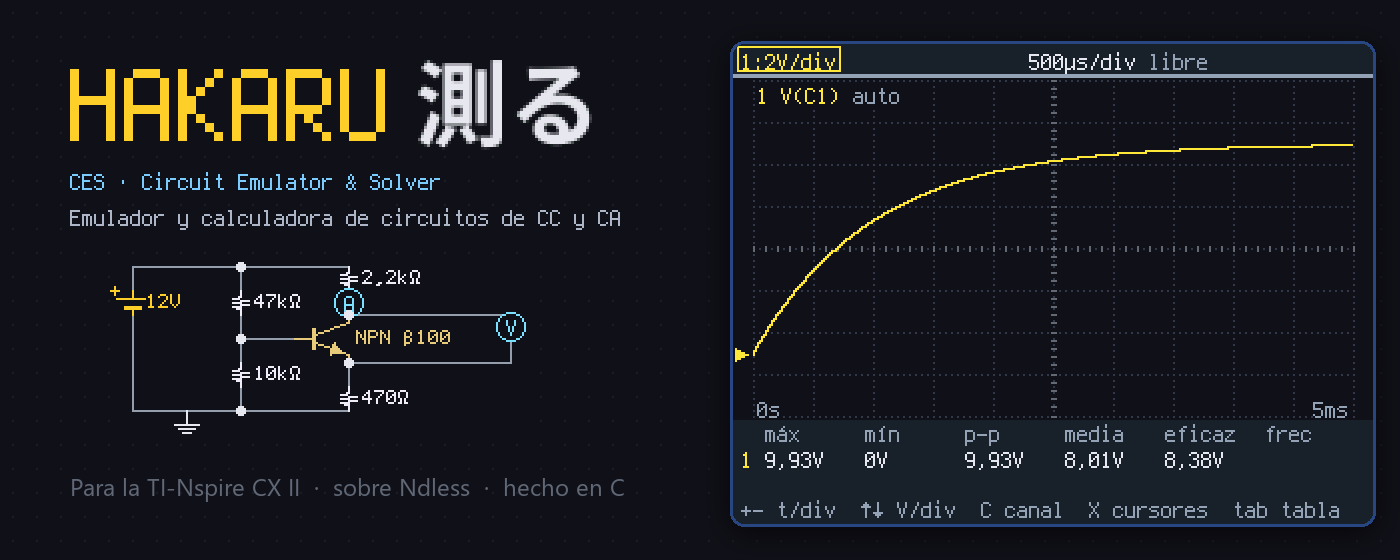 HAKARU 測る
CES · Circuit Emulator & Solver
Emulador y calculadora de circuitos de CC y CA
+
12V
47kΩ
2,2kΩ
A
V
NPN β100
10kΩ
470Ω
Para la TI-Nspire CX II · sobre Ndless · hecho en C
1:2V/div 500µs/div libre
1 V(C1) auto
0s 5ms
máx mín p-p media eficaz frec
1 9,93V 0V 9,93V 8,01V 8,38V
+- t/div ↑↓ V/div C canal X cursores tab tabla